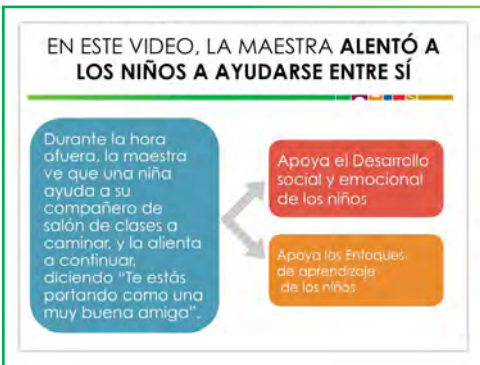 EN ESTE VIDEO, LA MAESTRA ALENTÓ A
LOS NIÑOS A AYUDARSE ENTRE SÍ
Durante la hora
afuera, la maestra
ve que una niña
ayuda a su
compañero de
salón de clases a
caminar, y la alienta
a continuar,
diciendo “Te estás
portando como una
muy buena amiga”.
Apoya el Desarrollo
social y emocional
de los niños
Apoya los Enfoques
de aprendizaje
de los niños